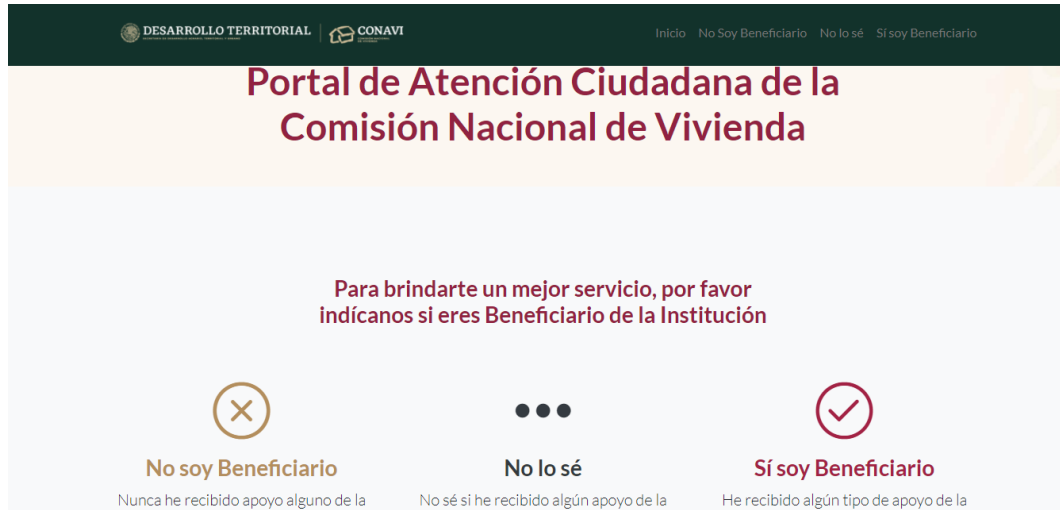 DESARROLLO TERRITORIAL
CONAVI
Inicio No Soy Beneficiario No lo sé Sí soy Beneficiario
Portal de Atención Ciudadana de la
Comisión Nacional de Vivienda
Para brindarte un mejor servicio, por favor
indícanos si eres Beneficiario de la Institución
No soy Beneficiario
Nunca he recibido apoyo alguno de la
No lo sé
No sé si he recibido algún apoyo de la
Sí soy Beneficiario
He recibido algún tipo de apoyo de la